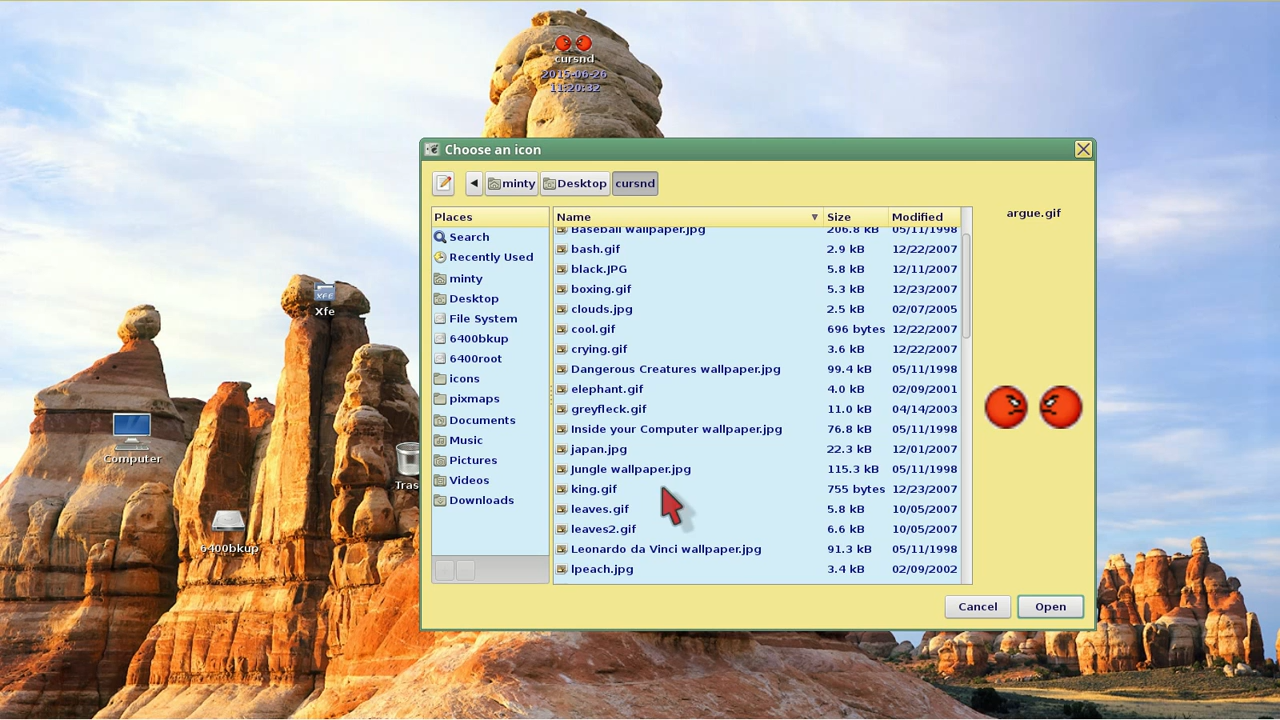 cursnd
2015-06-26
11:20:32
Choose an icon
minty Desktop cursnd
Places
Search
Recently Used
minty
Desktop
File System
6400bkup
6400root
icons
pixmaps
Documents
Music
Pictures
Videos
Downloads
Name Size Modified
Baseball wallpaper.jpg 206.8 kB 05/11/1998
bash.gif 2.9 kB 12/22/2007
black.JPG 5.8 kB 12/11/2007
boxing.gif 5.3 kB 12/23/2007
clouds.jpg 2.5 kB 02/07/2005
cool.gif 696 bytes 12/22/2007
crying.gif 3.6 kB 12/22/2007
Dangerous Creatures wallpaper.jpg 99.4 kB 05/11/1998
elephant.gif 4.0 kB 02/09/2001
greyfleck.gif 11.0 kB 04/14/2003
Inside your Computer wallpaper.jpg 76.8 kB 05/11/1998
japan.jpg 22.3 kB 12/01/2007
Jungle wallpaper.jpg 115.3 kB 05/11/1998
king.gif 755 bytes 12/23/2007
leaves.gif 5.8 kB 10/05/2007
leaves2.gif 6.6 kB 10/05/2007
Leonardo da Vinci wallpaper.jpg 91.3 kB 05/11/1998
lpeach.jpg 3.4 kB 02/09/2002
argue.gif
Cancel Open
Xfe
Computer
Tras
6400bkup